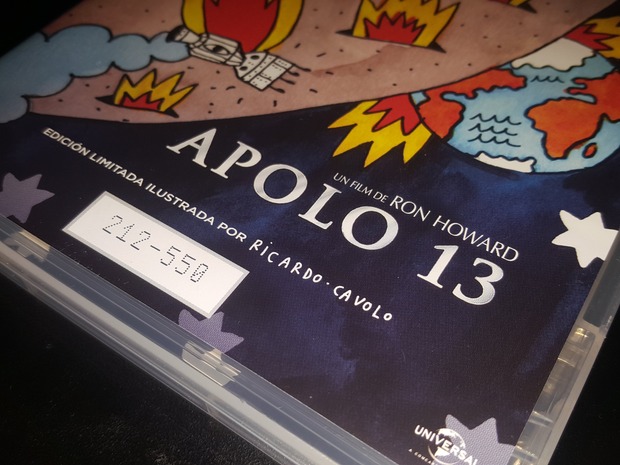 APOLO 13
UN FILM DE RON HOWARD
EDICIÓN LIMITADA ILUSTRADA POR RICARDO·CAVOLO
212-550
UNIVERSAL